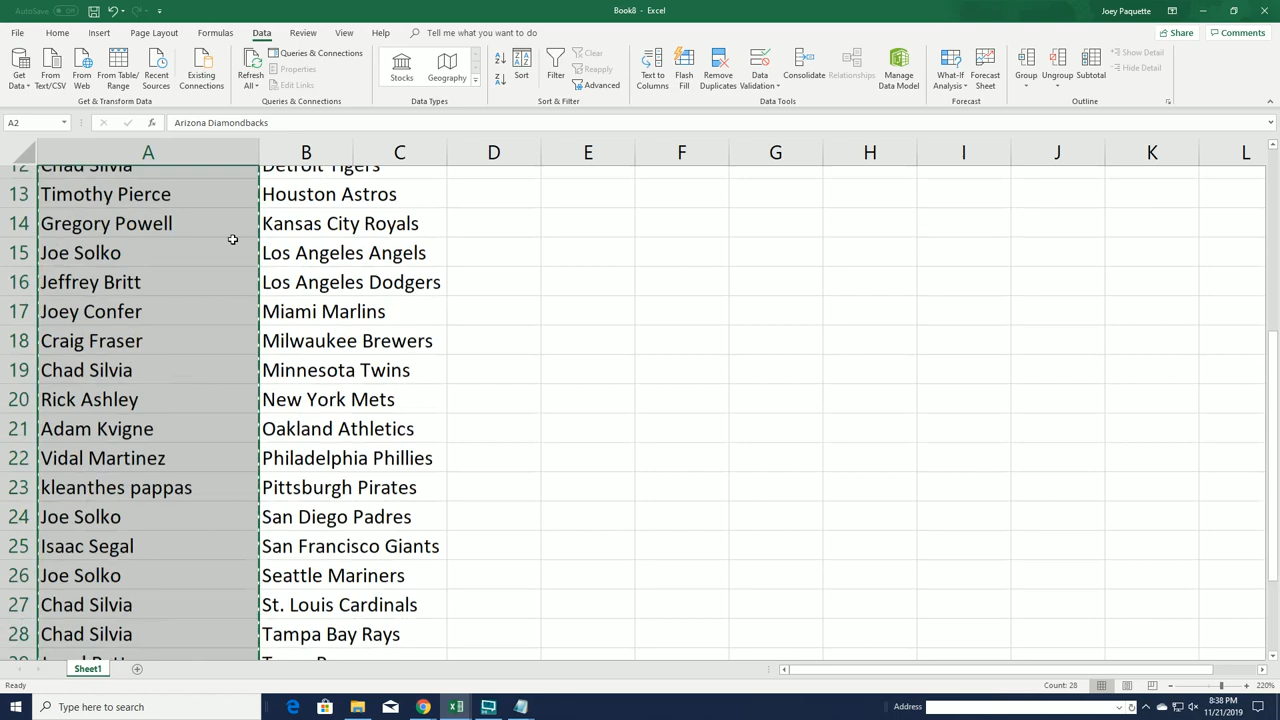 AutoSave Off
Book8 - Excel
Joey Paquette
File Home Insert Page Layout Formulas Data Review View Help Tell me what you want to do
Share Comments
Get Data From Text/CSV From Web From Table/Range Recent Sources Existing Connections
Get & Transform Data
Refresh All Queries & Connections Properties Edit Links
Queries & Connections
Stocks Geography
Data Types
Sort Filter Clear Reapply Advanced
Sort & Filter
Text to Columns Flash Fill Remove Duplicates Data Validation Consolidate Relationships Manage Data Model
Data Tools
What-If Analysis Forecast Sheet
Forecast
Group Ungroup Subtotal Show Detail Hide Detail
Outline
A2 fx Arizona Diamondbacks
A B C D E F G H I J K L
12 Chad Silvia Detroit Tigers
13 Timothy Pierce Houston Astros
14 Gregory Powell Kansas City Royals
15 Joe Solko Los Angeles Angels
16 Jeffrey Britt Los Angeles Dodgers
17 Joey Confer Miami Marlins
18 Craig Fraser Milwaukee Brewers
19 Chad Silvia Minnesota Twins
20 Rick Ashley New York Mets
21 Adam Kvigne Oakland Athletics
22 Vidal Martinez Philadelphia Phillies
23 kleanthes pappas Pittsburgh Pirates
24 Joe Solko San Diego Padres
25 Isaac Segal San Francisco Giants
26 Joe Solko Seattle Mariners
27 Chad Silvia St. Louis Cardinals
28 Chad Silvia Tampa Bay Rays
Sheet1
Ready Count: 28 220%
Type here to search Address 8:38 PM
11/21/2019